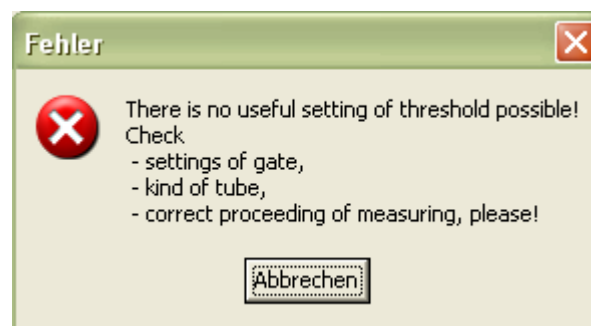 Fehler
There is no useful setting of threshold possible!
Check
- settings of gate,
- kind of tube,
- correct proceeding of measuring, please!
Abbrechen